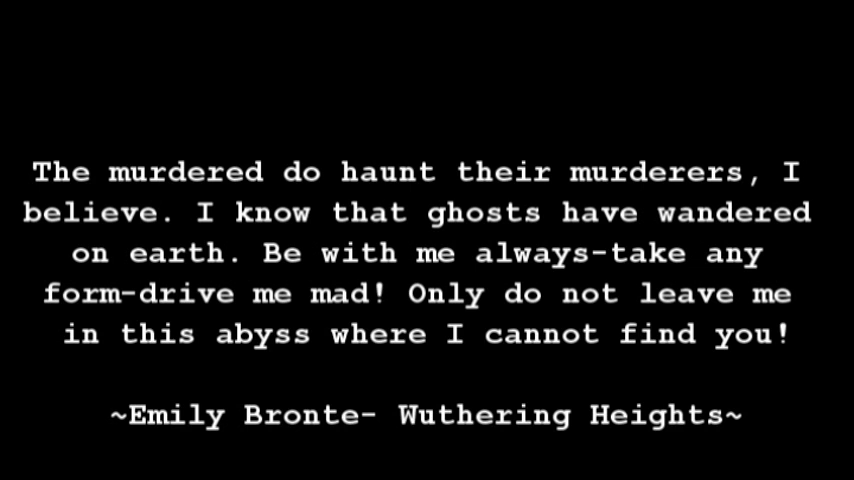 The murdered do haunt their murderers, I
believe. I know that ghosts have wandered
on earth. Be with me always-take any
form-drive me mad! Only do not leave me
in this abyss where I cannot find you!
~Emily Bronte- Wuthering Heights~